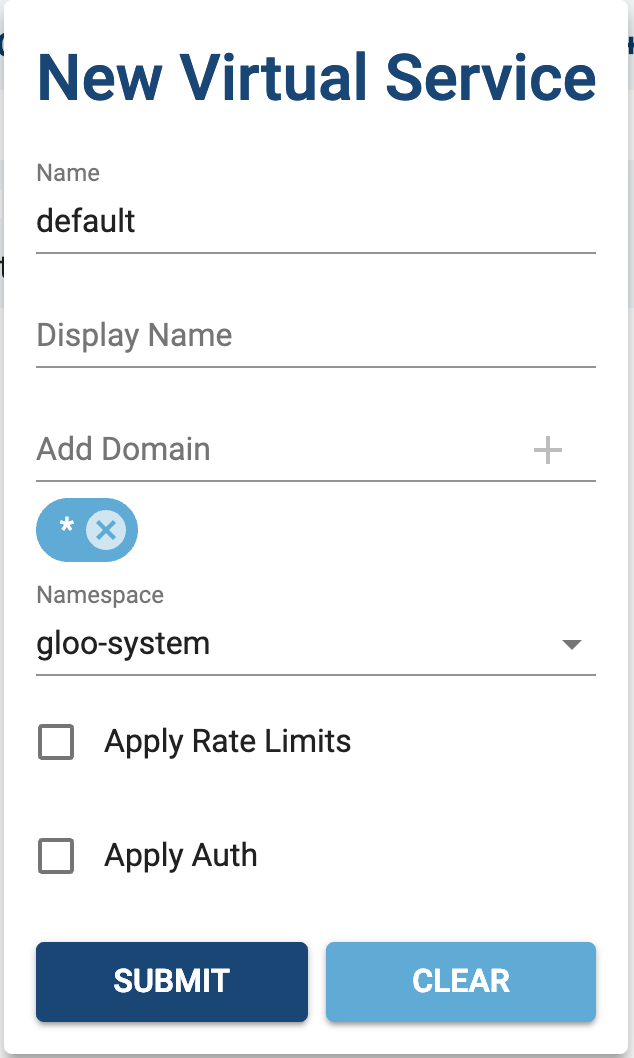 New Virtual Service
Name
default
Display Name
Add Domain
*
Namespace
gloo-system
Apply Rate Limits
Apply Auth
SUBMIT
CLEAR